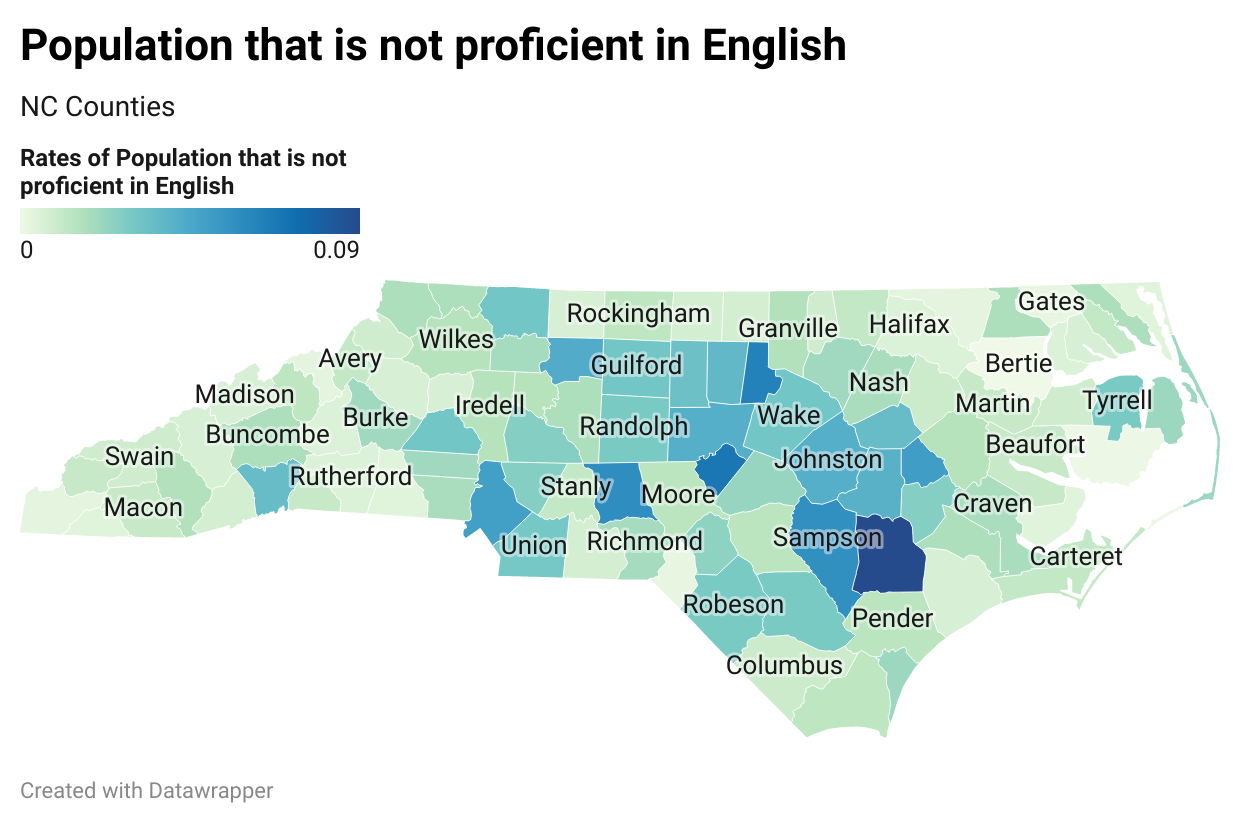 Population that is not proficient in English
NC Counties
Rates of Population that is not
proficient in English
0
0.09
Gates
Rockingham
Granville
Halifax
Wilkes
Avery
Guilford
Bertie
Nash
Madison
Tyrrell
Iredell
Martin
Burke
Wake
Randolph
Buncombe
Beaufort
Swain
Johnston
Rutherford
Stanly
Moore
Craven
Macon
Sampson
Richmond
Union
Carteret
Robeson
Pender
Columbus
Created with Datawrapper